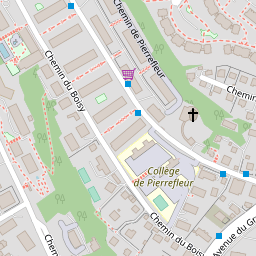 Chemin de Pierrefleur
Chemin du Boisy
Chemin
Collège
de Pierrefleur
Chemin
Chemin du Boisy
Avenue du Gr